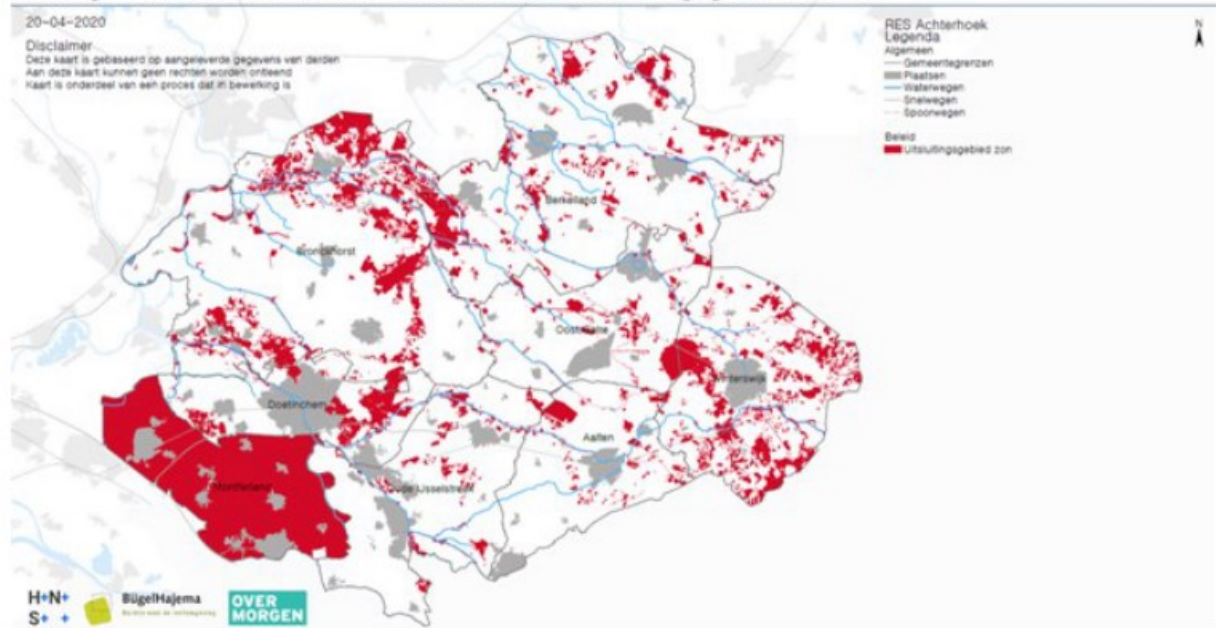 20-04-2020
Disclaimer
Deze kaart is gebaseerd op aangeleverde gegevens van derden
Aan deze kaart kunnen geen rechten worden ontleend
Kaart is onderdeel van een proces dat in bewerking is
RES Achterhoek
Legenda
Algemeen
Gemeentegrenzen
Plaatsen
Waterwegen
Snelwegen
Spoorwegen
Beleid
Uitsluitingsgebied zon
N
Berkelland
Bronckhorst
Oost Gelre
Winterswijk
Doetinchem
Aalten
Montferland
Oude IJsselstreek
H+N+
S+ +
BügelHajema
OVER
MORGEN